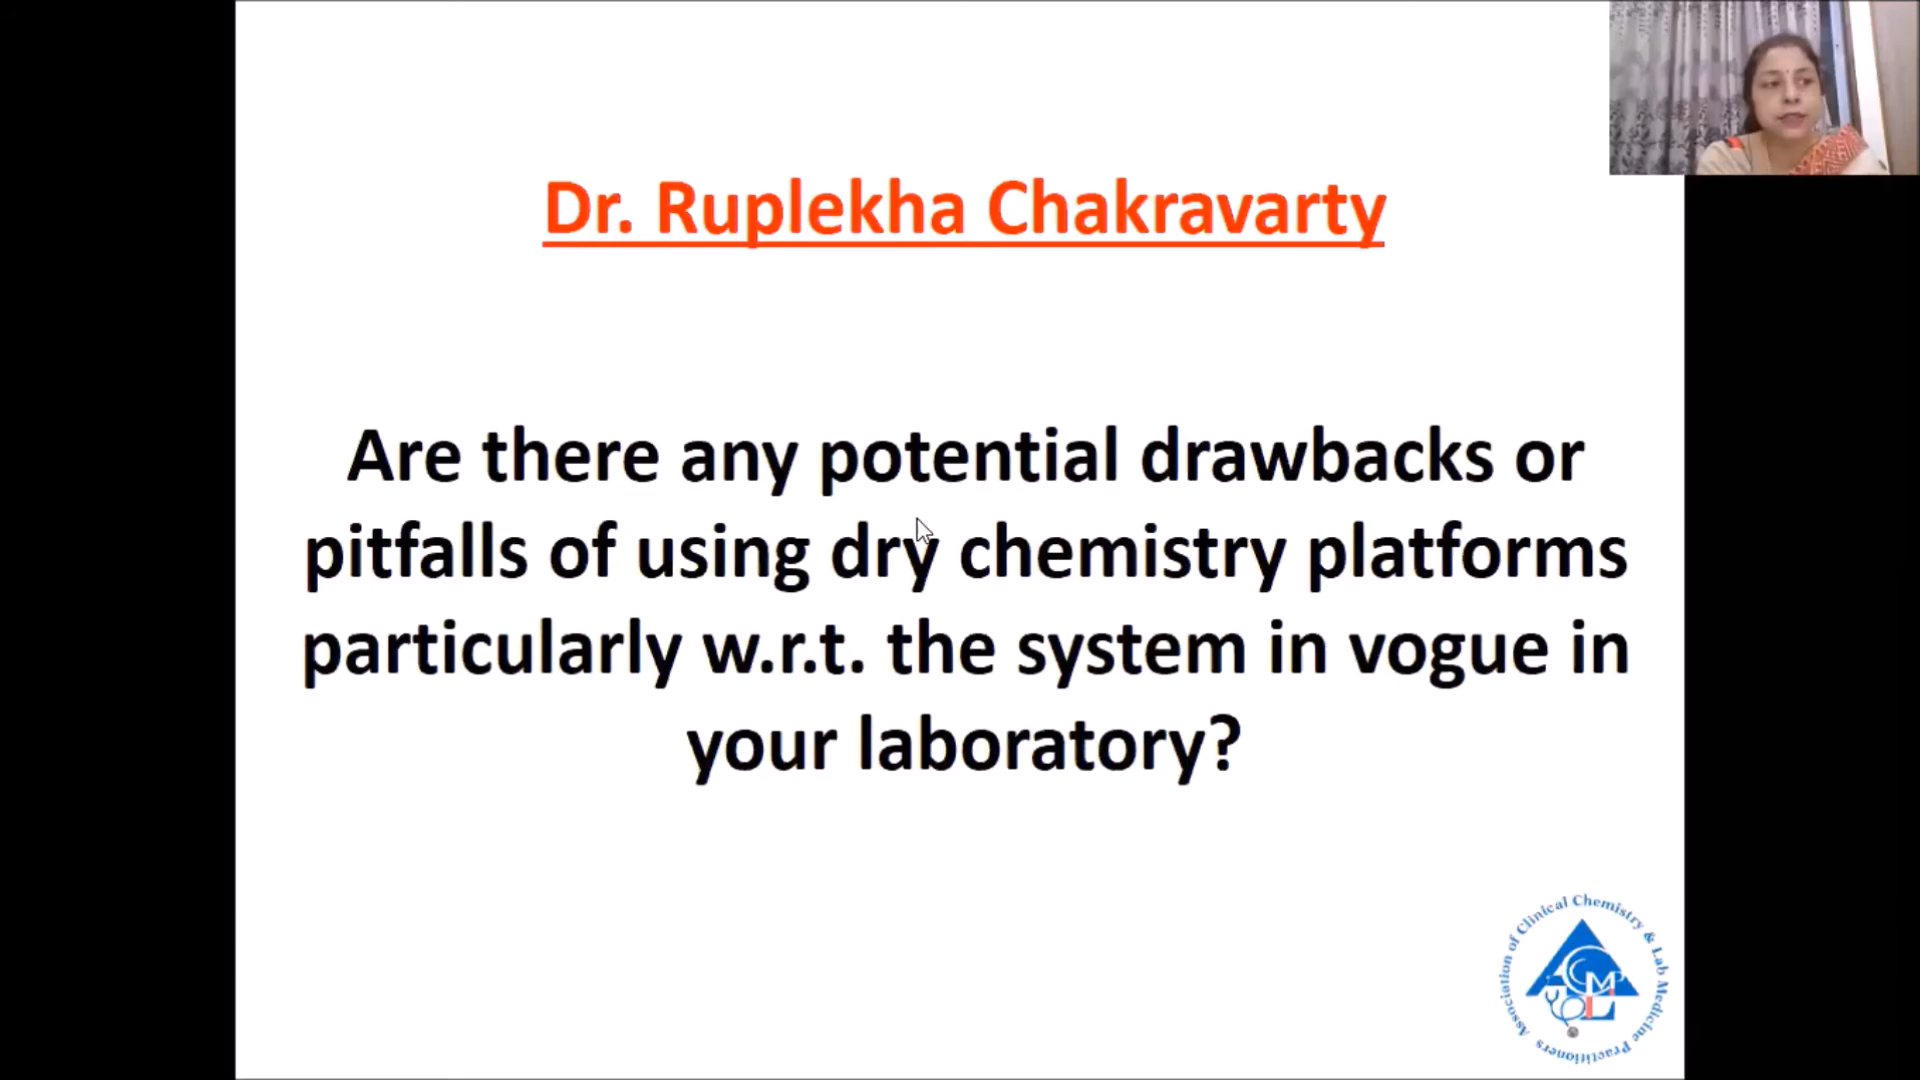 Dr. Ruplekha Chakravarty
Are there any potential drawbacks or
pitfalls of using dry chemistry platforms
particularly w.r.t. the system in vogue in
your laboratory?
Association of Clinical Chemistry & Lab Medicine Practitioners